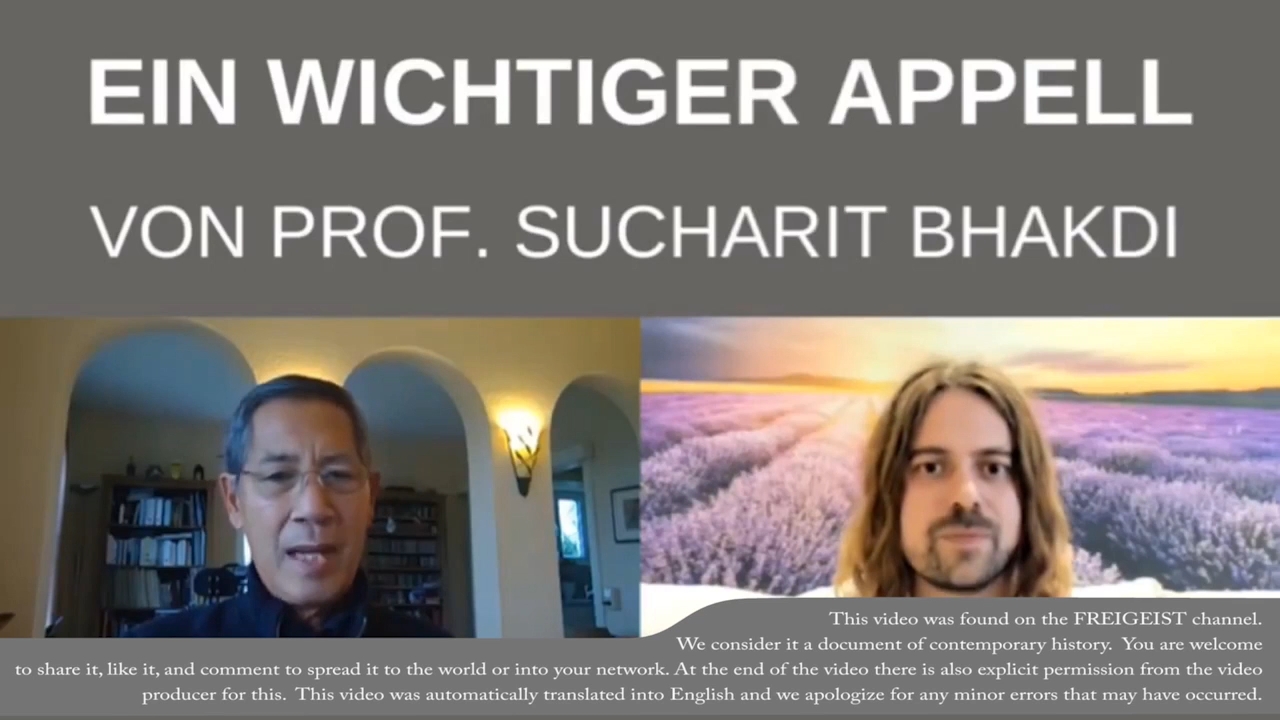 EIN WICHTIGER APPELL
VON PROF. SUCHARIT BHAKDI
This video was found on the FREIGEIST channel.
We consider it a document of contemporary history.  You are welcome
to share it, like it, and comment to spread it to the world or into your network. At the end of the video there is also explicit permission from the video
producer for this.  This video was automatically translated into English and we apologize for any minor errors that may have occurred.